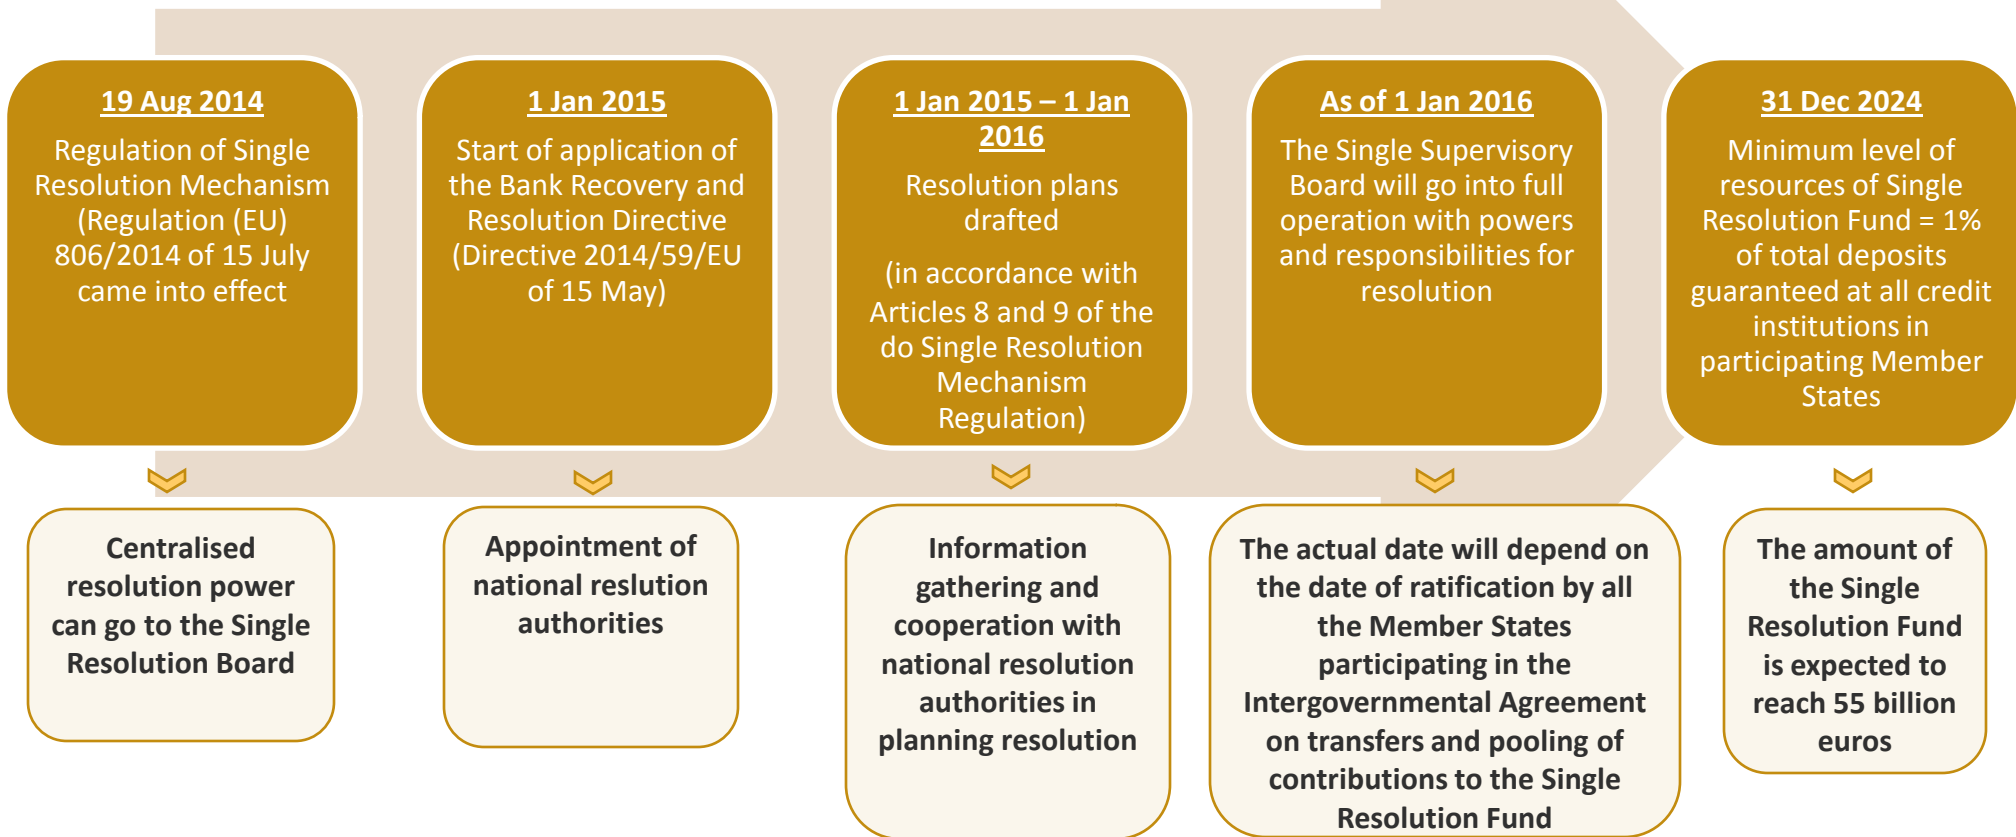 19 Aug 2014
Regulation of Single
Resolution Mechanism
(Regulation (EU)
806/2014 of 15 July
came into effect
Centralised
resolution power
can go to the Single
Resolution Board
1 Jan 2015
Start of application of
the Bank Recovery and
Resolution Directive
(Directive 2014/59/EU
of 15 May)
Appointment of
national reslution
authorities
1 Jan 2015 – 1 Jan
2016
Resolution plans
drafted
(in accordance with
Articles 8 and 9 of the
do Single Resolution
Mechanism
Regulation)
Information
gathering and
cooperation with
national resolution
authorities in
planning resolution
As of 1 Jan 2016
The Single Supervisory
Board will go into full
operation with powers
and responsibilities for
resolution
The actual date will depend on
the date of ratification by all
the Member States
participating in the
Intergovernmental Agreement
on transfers and pooling of
contributions to the Single
Resolution Fund
31 Dec 2024
Minimum level of
resources of Single
Resolution Fund = 1%
of total deposits
guaranteed at all credit
institutions in
participating Member
States
The amount of
the Single
Resolution Fund
is expected to
reach 55 billion
euros